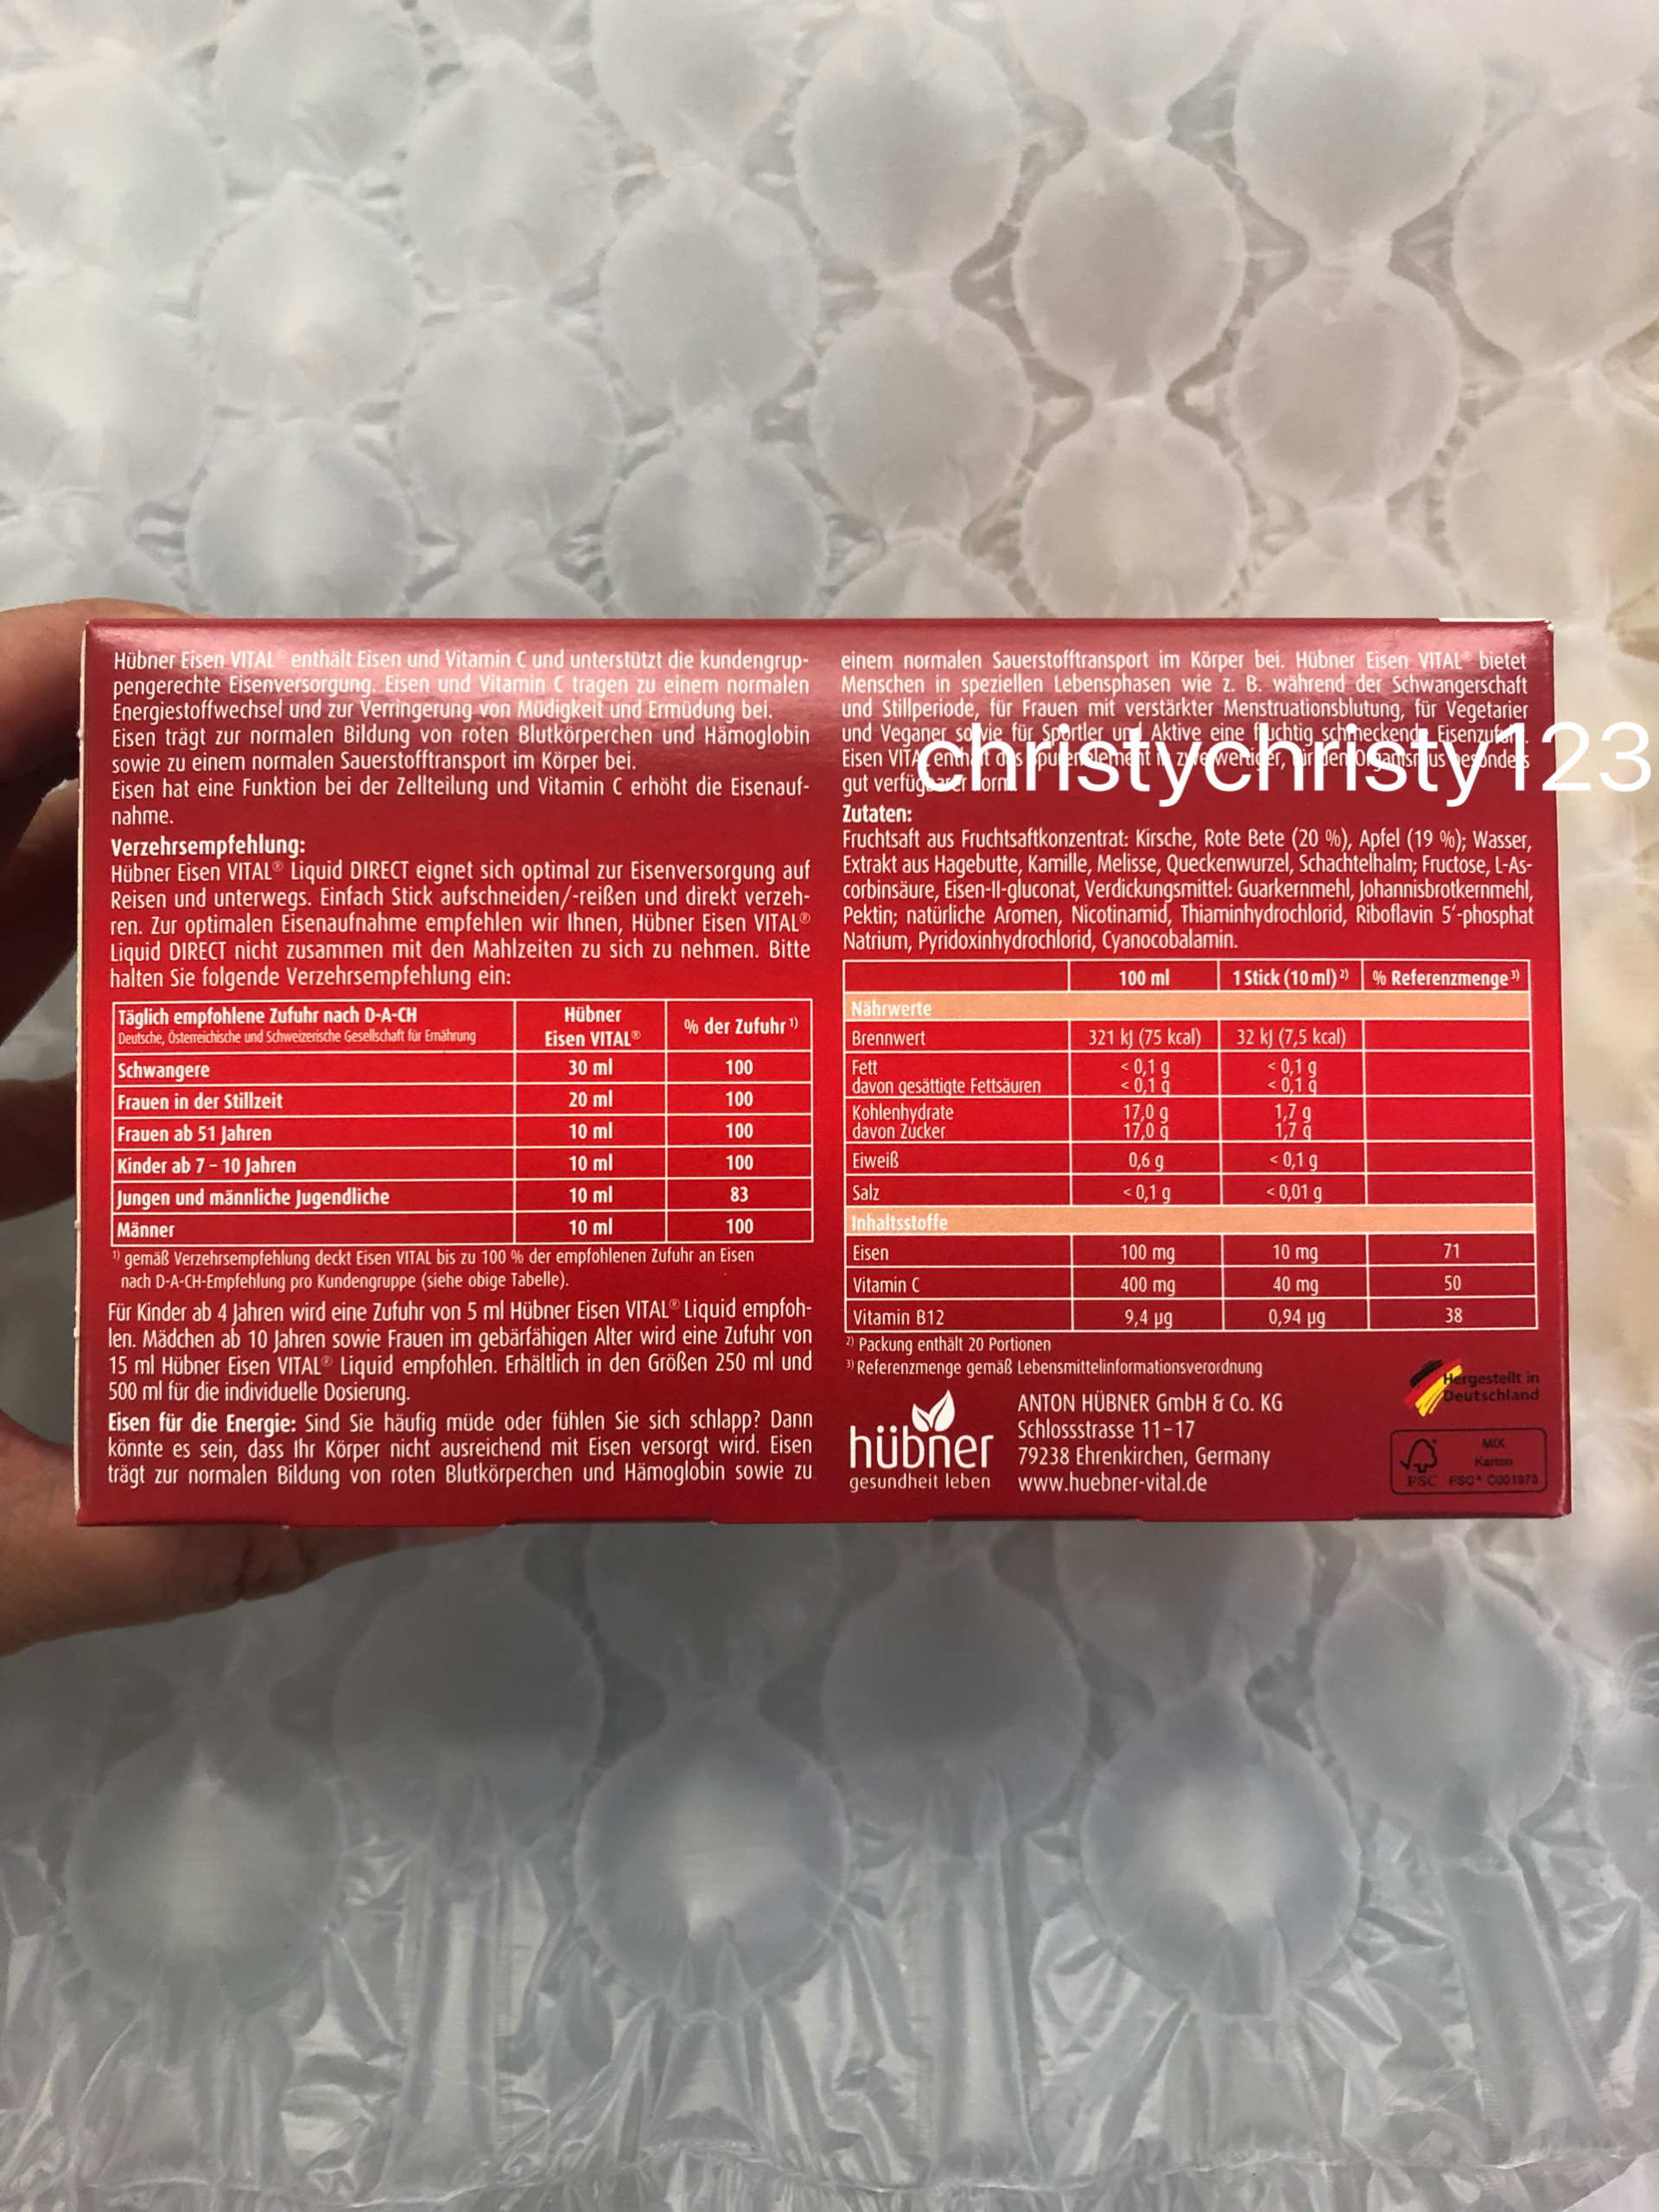 Hübner Eisen VITAL® enthält Eisen und Vitamin C und unterstützt die kundengrup-
pengerechte Eisenversorgung. Eisen und Vitamin C tragen zu einem normalen
Energiestoffwechsel und zur Verringerung von Müdigkeit und Ermüdung bei.
Eisen trägt zur normalen Bildung von roten Blutkörperchen und Hämoglobin
sowie zu einem normalen Sauerstofftransport im Körper bei.
Eisen hat eine Funktion bei der Zellteilung und Vitamin C erhöht die Eisenauf-
nahme.
Verzehrsempfehlung:
Hübner Eisen VITAL® Liquid DIRECT eignet sich optimal zur Eisenversorgung auf
Reisen und unterwegs. Einfach Stick aufschneiden/-reißen und direkt verzeh-
ren. Zur optimalen Eisenaufnahme empfehlen wir Ihnen, Hübner Eisen VITAL®
Liquid DIRECT nicht zusammen mit den Mahlzeiten zu sich zu nehmen. Bitte
halten Sie folgende Verzehrsempfehlung ein:
Täglich empfohlene Zufuhr nach D-A-CH
Deutsche, Österreichische und Schweizerische Gesellschaft für Ernährung
Hübner
Eisen VITAL®
% der Zufuhr 1)
Schwangere 30 ml 100
Frauen in der Stillzeit 20 ml 100
Frauen ab 51 Jahren 10 ml 100
Kinder ab 7 – 10 Jahren 10 ml 100
Jungen und männliche Jugendliche 10 ml 83
Männer 10 ml 100
1) gemäß Verzehrsempfehlung deckt Eisen VITAL bis zu 100 % der empfohlenen Zufuhr an Eisen
nach D-A-CH-Empfehlung pro Kundengruppe (siehe obige Tabelle).
Für Kinder ab 4 Jahren wird eine Zufuhr von 5 ml Hübner Eisen VITAL® Liquid empfoh-
len. Mädchen ab 10 Jahren sowie Frauen im gebärfähigen Alter wird eine Zufuhr von
15 ml Hübner Eisen VITAL® Liquid empfohlen. Erhältlich in den Größen 250 ml und
500 ml für die individuelle Dosierung.
Eisen für die Energie: Sind Sie häufig müde oder fühlen Sie sich schlapp? Dann
könnte es sein, dass Ihr Körper nicht ausreichend mit Eisen versorgt wird. Eisen
trägt zur normalen Bildung von roten Blutkörperchen und Hämoglobin sowie zu
einem normalen Sauerstofftransport im Körper bei. Hübner Eisen VITAL® bietet
Menschen in speziellen Lebensphasen wie z. B. während der Schwangerschaft
und Stillperiode, für Frauen mit verstärkter Menstruationsblutung, für Vegetarier
und Veganer sowie für Sportler und Aktive eine fruchtig schmeckende Eisenzufuhr.
Eisen VITAL enthält das Spurenelement in zweiwertiger, für den Organismus besonders
gut verfügbarer Form.
christychristy123
Zutaten:
Fruchtsaft aus Fruchtsaftkonzentrat: Kirsche, Rote Bete (20 %), Apfel (19 %); Wasser,
Extrakt aus Hagebutte, Kamille, Melisse, Queckenwurzel, Schachtelhalm; Fructose, L-As-
corbinsäure, Eisen-II-gluconat, Verdickungsmittel: Guarkernmehl, Johannisbrotkernmehl,
Pektin; natürliche Aromen, Nicotinamid, Thiaminhydrochlorid, Riboflavin 5'-phosphat
Natrium, Pyridoxinhydrochlorid, Cyanocobalamin.
100 ml 1 Stick (10 ml) 2) % Referenzmenge 3)
Nährwerte
Brennwert 321 kJ (75 kcal) 32 kJ (7,5 kcal)
Fett < 0,1 g < 0,1 g
davon gesättigte Fettsäuren < 0,1 g < 0,1 g
Kohlenhydrate 17,0 g 1,7 g
davon Zucker 17,0 g 1,7 g
Eiweiß 0,6 g < 0,1 g
Salz < 0,1 g < 0,01 g
Inhaltsstoffe
Eisen 100 mg 10 mg 71
Vitamin C 400 mg 40 mg 50
Vitamin B12 9,4 µg 0,94 µg 38
2) Packung enthält 20 Portionen
3) Referenzmenge gemäß Lebensmittelinformationsverordnung
hübner
gesundheit leben
ANTON HÜBNER GmbH & Co. KG
Schlossstrasse 11–17
79238 Ehrenkirchen, Germany
www.huebner-vital.de
Hergestellt in
Deutschland
FSC
MIX
Karton
FSC® C001973